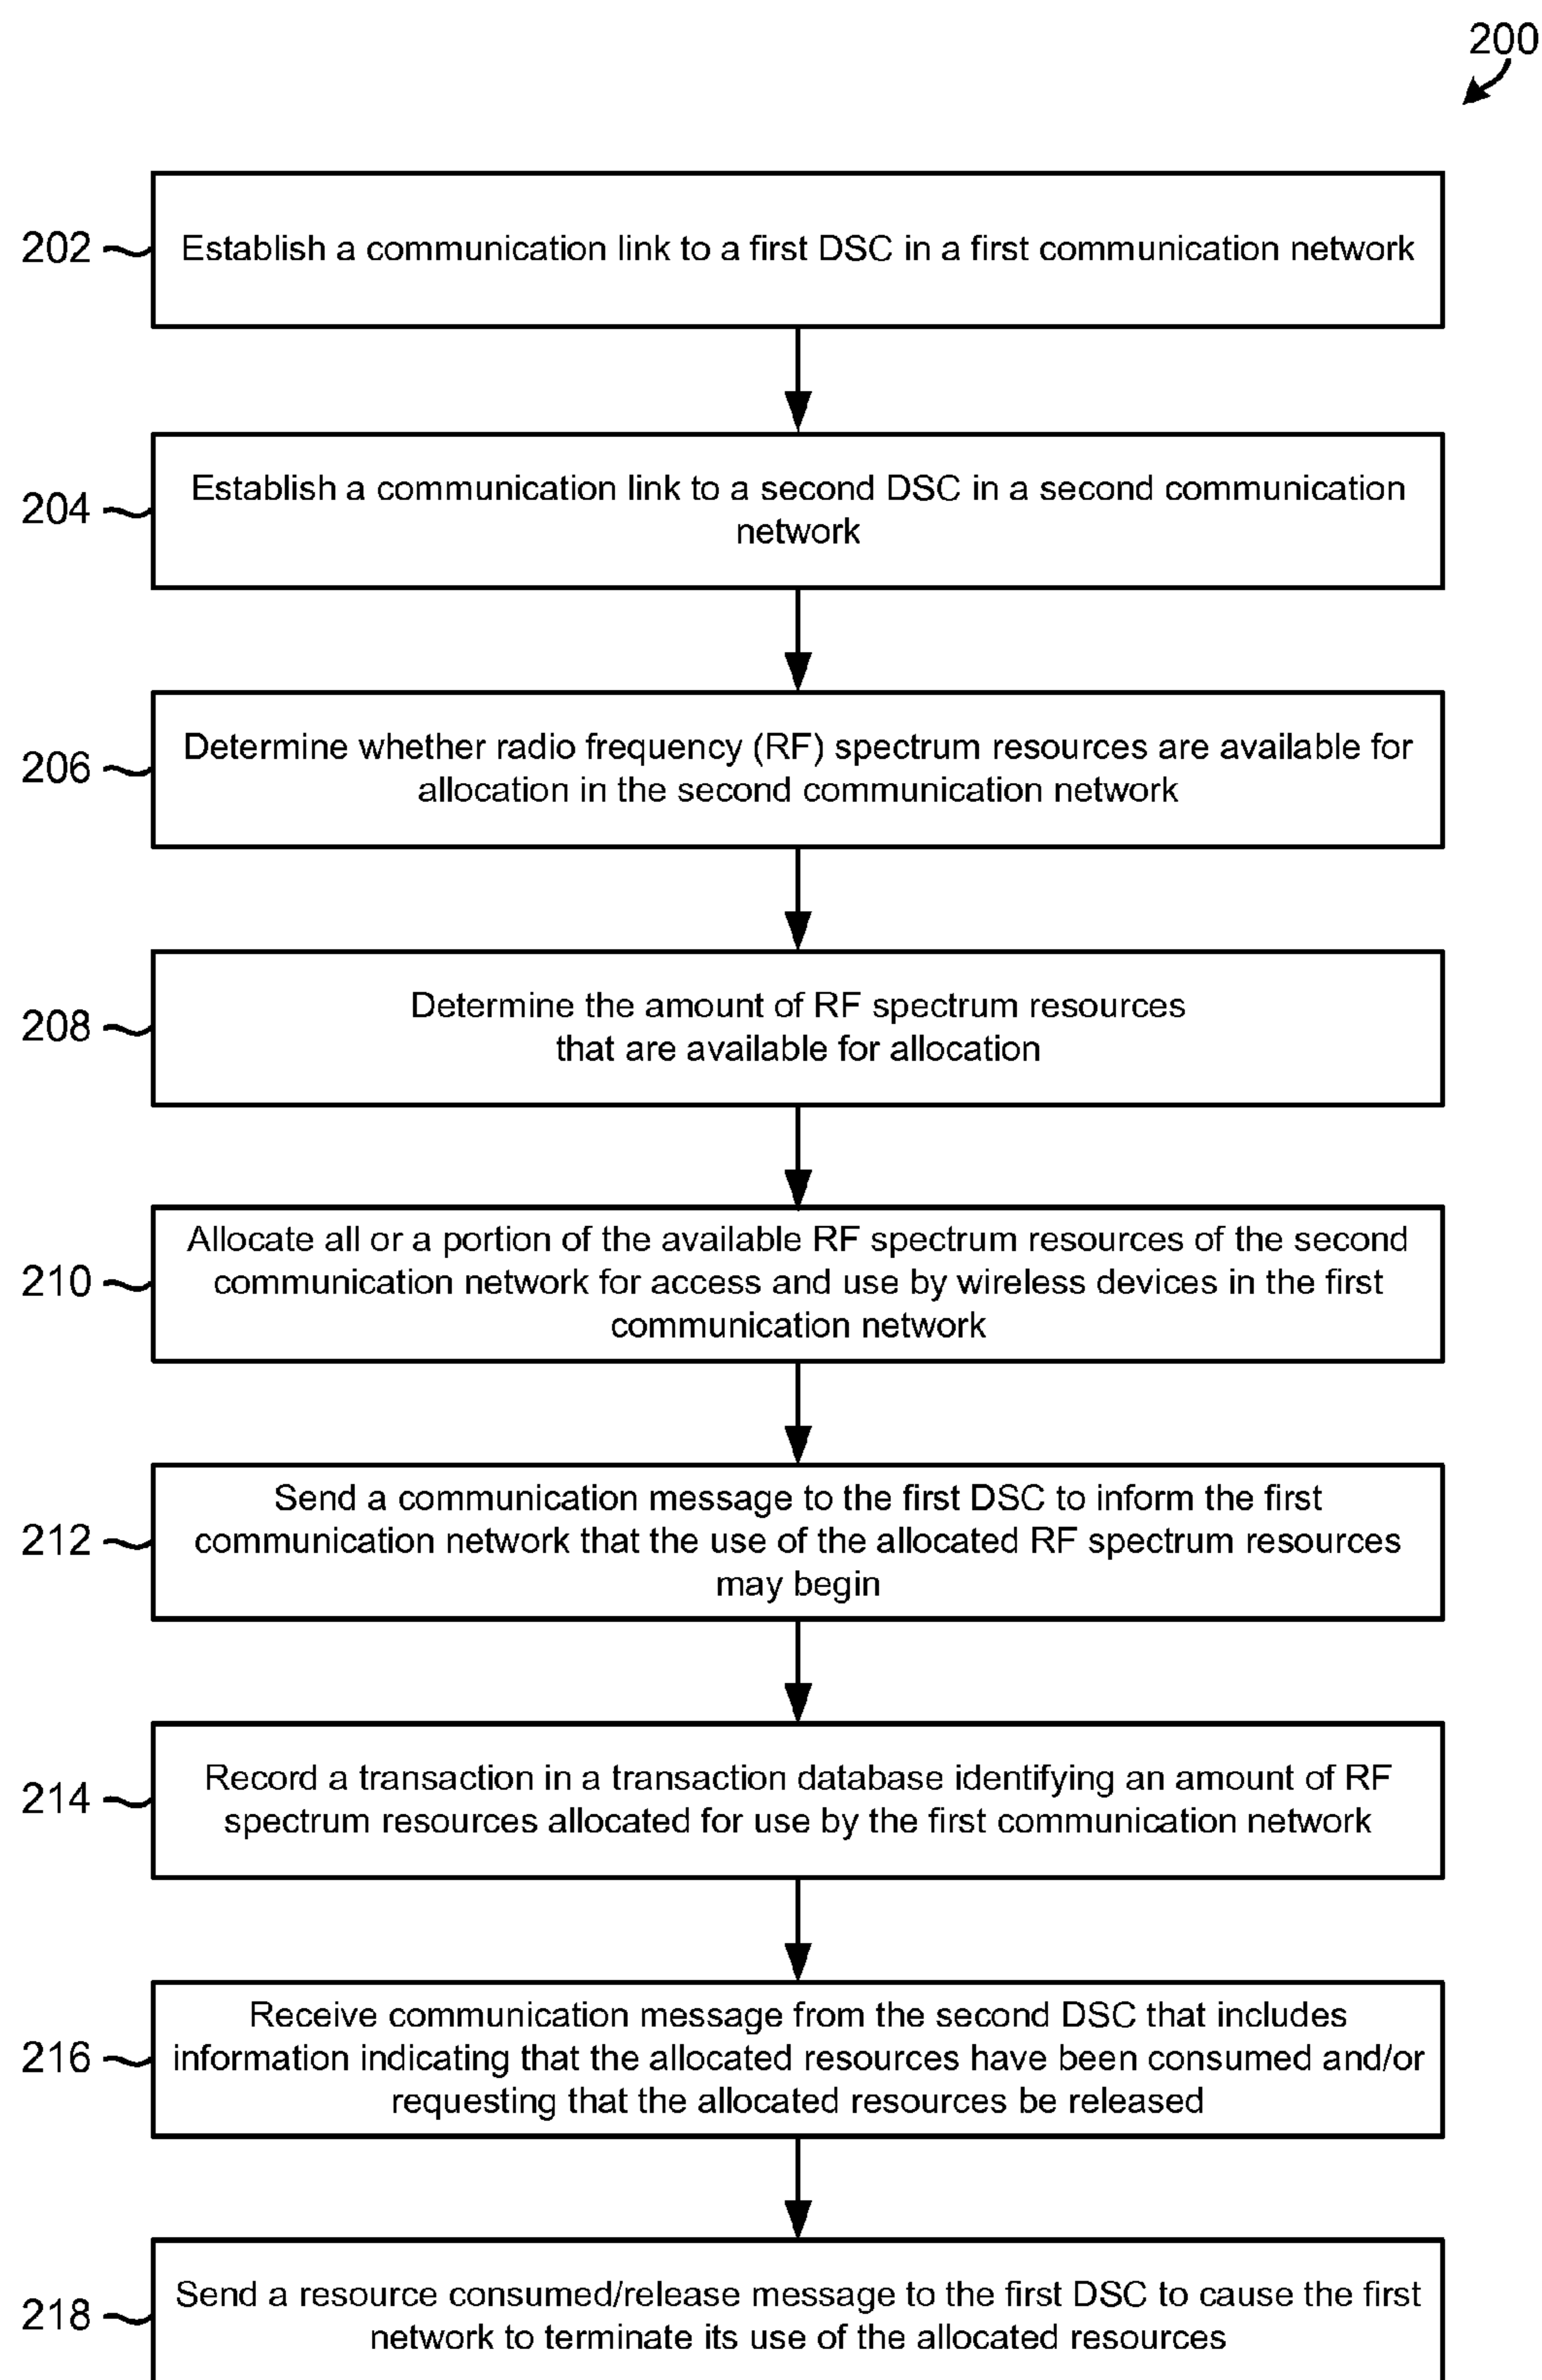 200
202
Establish a communication link to a first DSC in a first communication network
204
Establish a communication link to a second DSC in a second communication
network
206
Determine whether radio frequency (RF) spectrum resources are available for
allocation in the second communication network
208
Determine the amount of RF spectrum resources
that are available for allocation
210
Allocate all or a portion of the available RF spectrum resources of the second
communication network for access and use by wireless devices in the first
communication network
212
Send a communication message to the first DSC to inform the first
communication network that the use of the allocated RF spectrum resources
may begin
214
Record a transaction in a transaction database identifying an amount of RF
spectrum resources allocated for use by the first communication network
216
Receive communication message from the second DSC that includes
information indicating that the allocated resources have been consumed and/or
requesting that the allocated resources be released
218
Send a resource consumed/release message to the first DSC to cause the first
network to terminate its use of the allocated resources